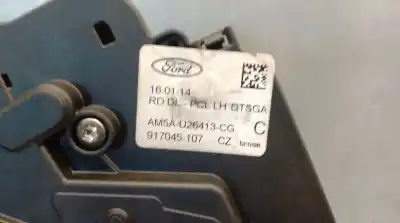 Ford
16.01.14
RD DL - PCL LH DTSGA
AM5A-U26413-CG C
917045-107 CZ brose